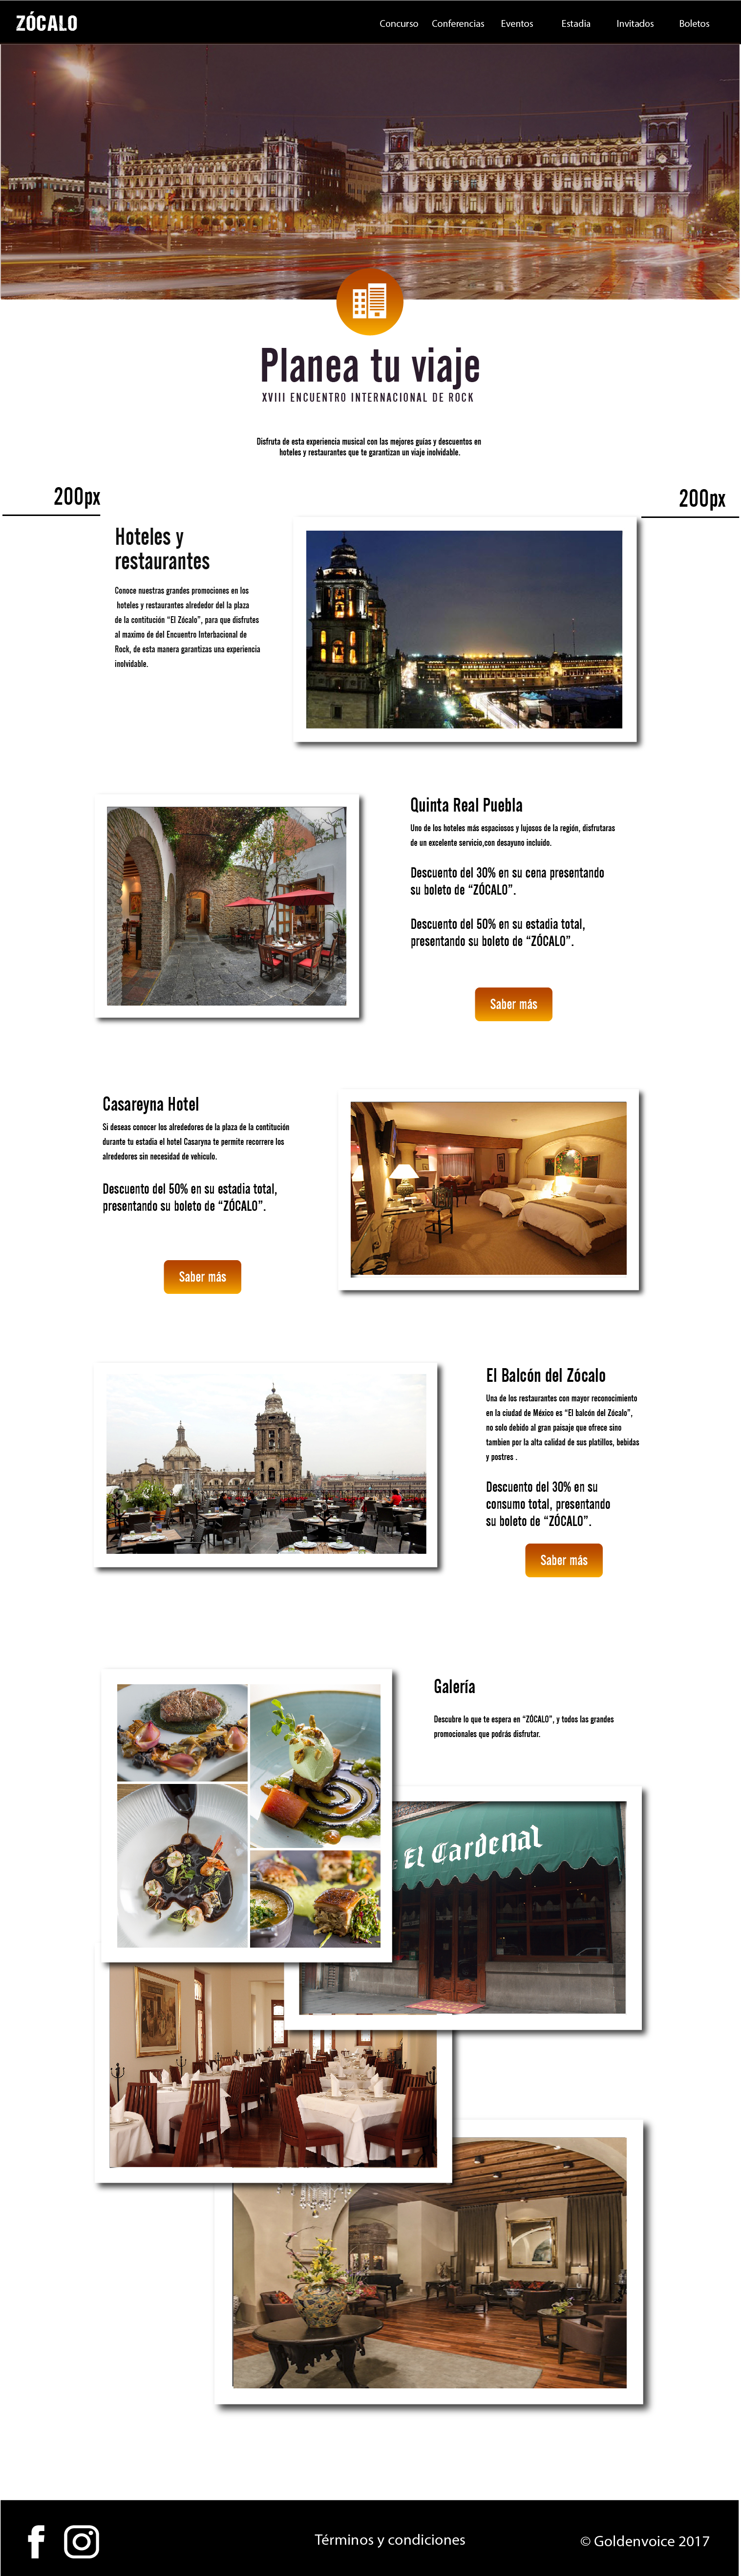 ZÓCALO
Concurso
Conferencias
Eventos
Estadia
Invitados
Boletos
Planea tu viaje
XVIII ENCUENTRO INTERNACIONAL DE ROCK
Disfruta de esta experiencia musical con las mejores guías y descuentos en
hoteles y restaurantes que te garantizan un viaje inolvidable.
200px
200px
Hoteles y
restaurantes
Conoce nuestras grandes promociones en los
hoteles y restaurantes alrededor del la plaza
de la contitución “El Zócalo”, para que disfrutes
al maximo de del Encuentro Interbacional de
Rock, de esta manera garantizas una experiencia
inolvidable.
Quinta Real Puebla
Uno de los hoteles más espaciosos y lujosos de la región, disfrutaras
de un excelente servicio,con desayuno incluido.
Descuento del 30% en su cena presentando
su boleto de “ZÓCALO”.
Descuento del 50% en su estadia total,
presentando su boleto de “ZÓCALO”.
Saber más
Casareyna Hotel
Si deseas conocer los alrededores de la plaza de la contitución
durante tu estadia el hotel Casaryna te permite recorrere los
alrededores sin necesidad de vehiculo.
Descuento del 50% en su estadia total,
presentando su boleto de “ZÓCALO”.
Saber más
El Balcón del Zócalo
Una de los restaurantes con mayor reconocimiento
en la ciudad de México es “El balcón del Zócalo”,
no solo debido al gran paisaje que ofrece sino
tambien por la alta calidad de sus platillos, bebidas
y postres .
Descuento del 30% en su
consumo total, presentando
su boleto de “ZÓCALO”.
Saber más
Galería
Descubre lo que te espera en “ZÓCALO”, y todos las grandes
promocionales que podrás disfrutar.
El Cardenal
f
Términos y condiciones
© Goldenvoice 2017